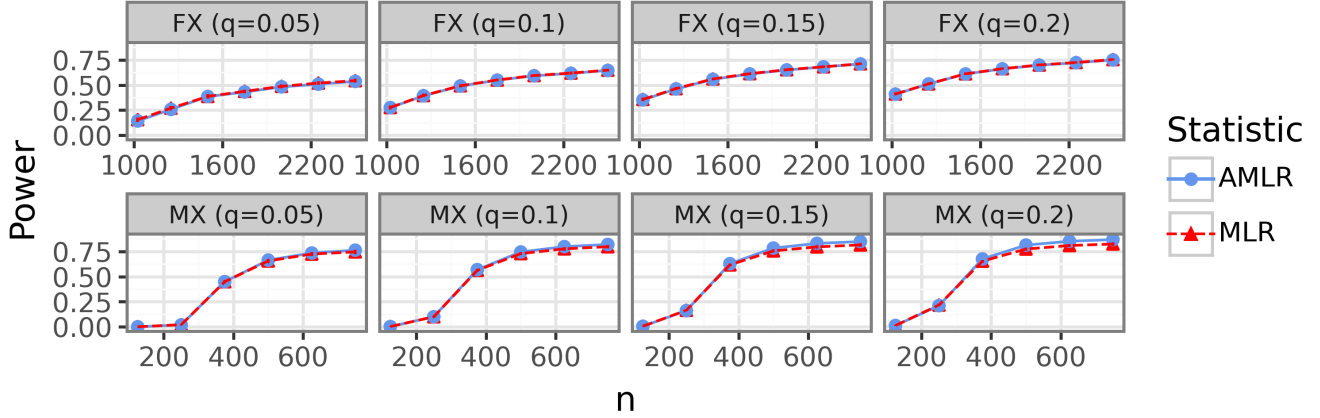 FX (q=0.05) FX (q=0.1) FX (q=0.15) FX (q=0.2)
0.75
0.50
0.25
0.00
1000 1600 2200 1000 1600 2200 1000 1600 2200 1000 1600 2200
Power
MX (q=0.05) MX (q=0.1) MX (q=0.15) MX (q=0.2)
0.75
0.50
0.25
0.00
200 400 600 200 400 600 200 400 600 200 400 600
n
Statistic
AMLR
MLR